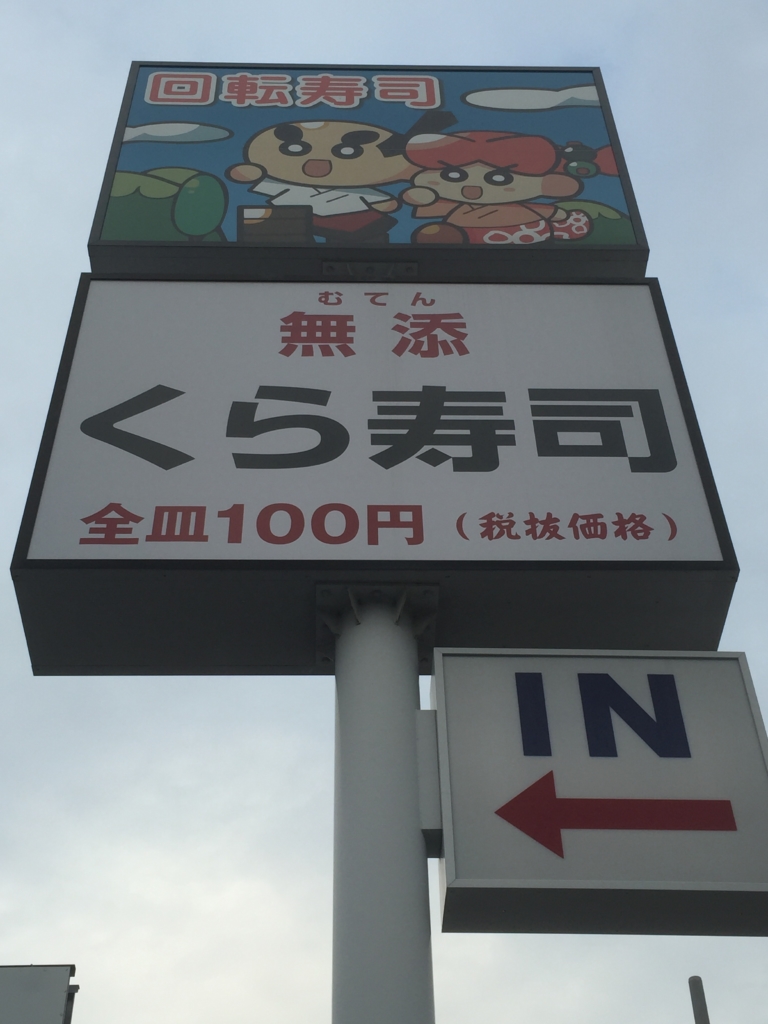 回転寿司
むてん
無添
くら寿司
全皿100円（税抜価格）
IN